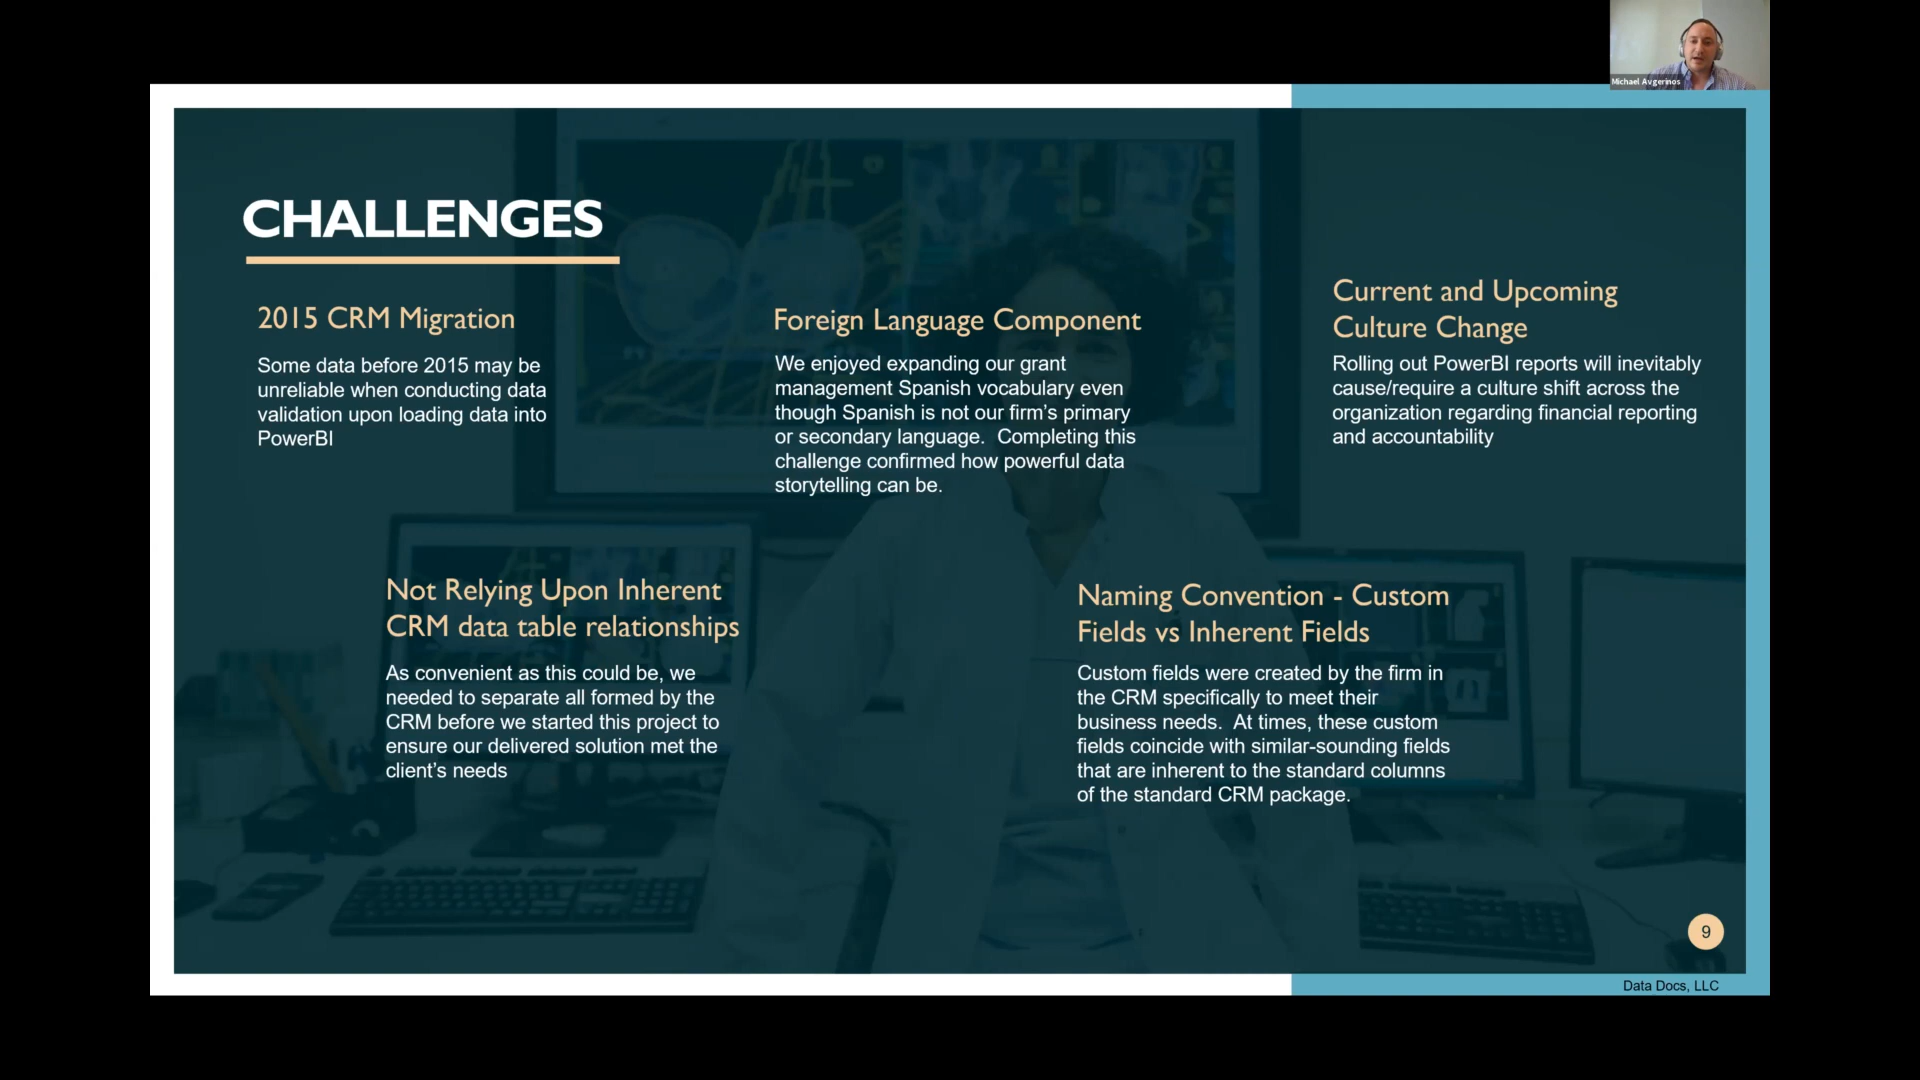 Michael Avgerinos
CHALLENGES
2015 CRM Migration
Some data before 2015 may be
unreliable when conducting data
validation upon loading data into
PowerBI
Foreign Language Component
We enjoyed expanding our grant
management Spanish vocabulary even
though Spanish is not our firm's primary
or secondary language.  Completing this
challenge confirmed how powerful data
storytelling can be.
Current and Upcoming
Culture Change
Rolling out PowerBI reports will inevitably
cause/require a culture shift across the
organization regarding financial reporting
and accountability
Not Relying Upon Inherent
CRM data table relationships
As convenient as this could be, we
needed to separate all formed by the
CRM before we started this project to
ensure our delivered solution met the
client's needs
Naming Convention - Custom
Fields vs Inherent Fields
Custom fields were created by the firm in
the CRM specifically to meet their
business needs.  At times, these custom
fields coincide with similar-sounding fields
that are inherent to the standard columns
of the standard CRM package.
9
Data Docs, LLC